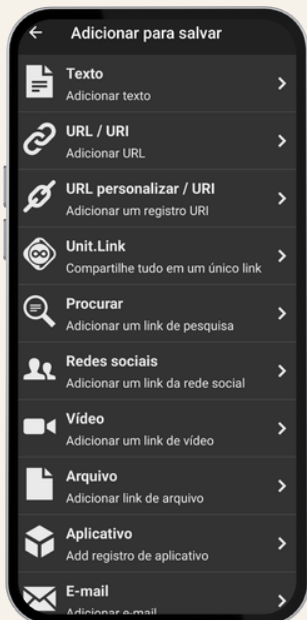 Adicionar para salvar
Texto
Adicionar texto
URL / URI
Adicionar URL
URL personalizar / URI
Adicionar um registro URI
Unit.Link
Compartilhe tudo em um único link
Procurar
Adicionar um link de pesquisa
Redes sociais
Adicionar um link da rede social
Vídeo
Adicionar um link de vídeo
Arquivo
Adicionar link de arquivo
Aplicativo
Add registro de aplicativo
E-mail
Adicionar e-mail